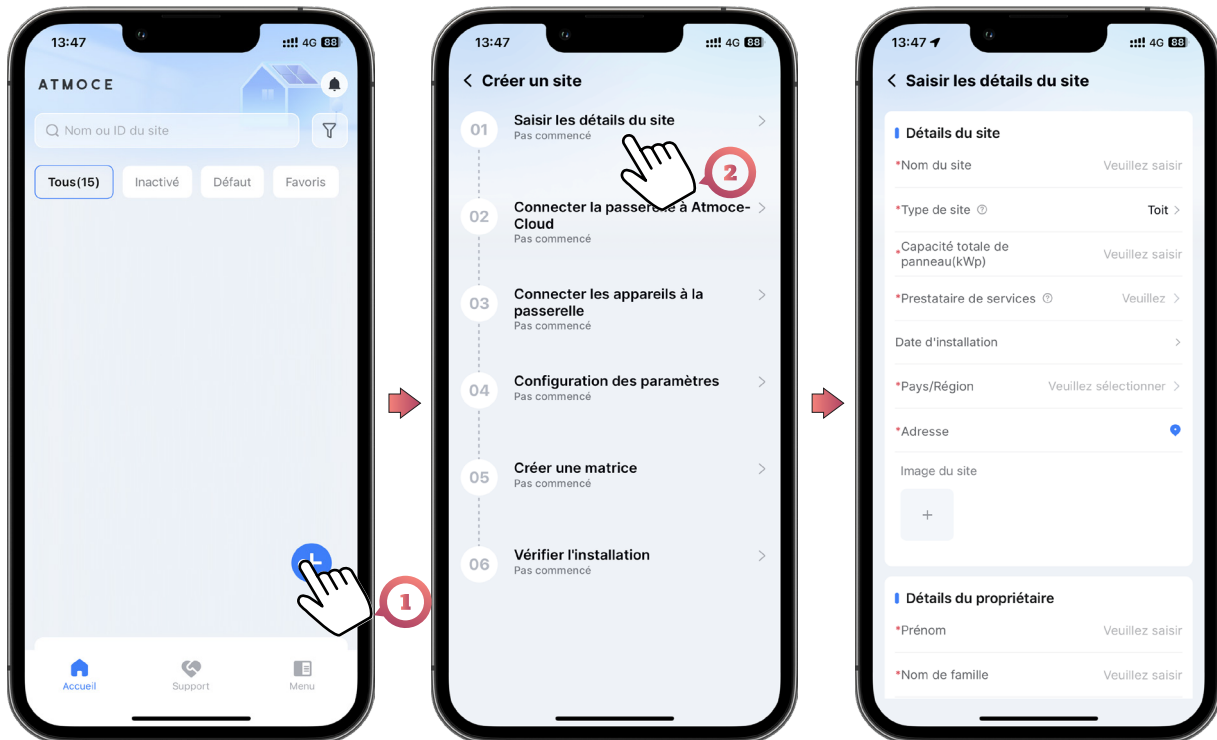 13:47
4G 88
ATMOCE
Nom ou ID du site
Tous(15)
Inactivé
Défaut
Favoris
1
Accueil
Support
Menu
13:47
4G 88
Créer un site
01
Saisir les détails du site
Pas commencé
2
02
Connecter la passerelle à Atmoce-
Cloud
Pas commencé
03
Connecter les appareils à la
passerelle
Pas commencé
04
Configuration des paramètres
Pas commencé
05
Créer une matrice
Pas commencé
06
Vérifier l'installation
Pas commencé
13:47
4G 88
Saisir les détails du site
Détails du site
*Nom du site
Veuillez saisir
*Type de site ?
Toit
*Capacité totale de
panneau(kWp)
Veuillez saisir
*Prestataire de services ?
Veuillez
Date d'installation
*Pays/Région
Veuillez sélectionner
*Adresse
Image du site
+
Détails du propriétaire
*Prénom
Veuillez saisir
*Nom de famille
Veuillez saisir